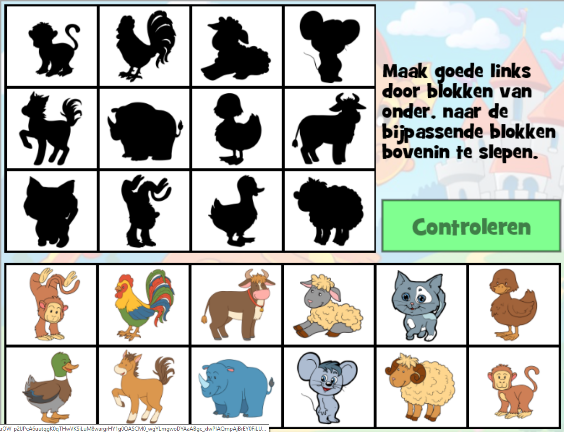 Maak goede links
door blokken van
onder. naar de
bijpassende blokken
bovenin te slepen.
Controleren